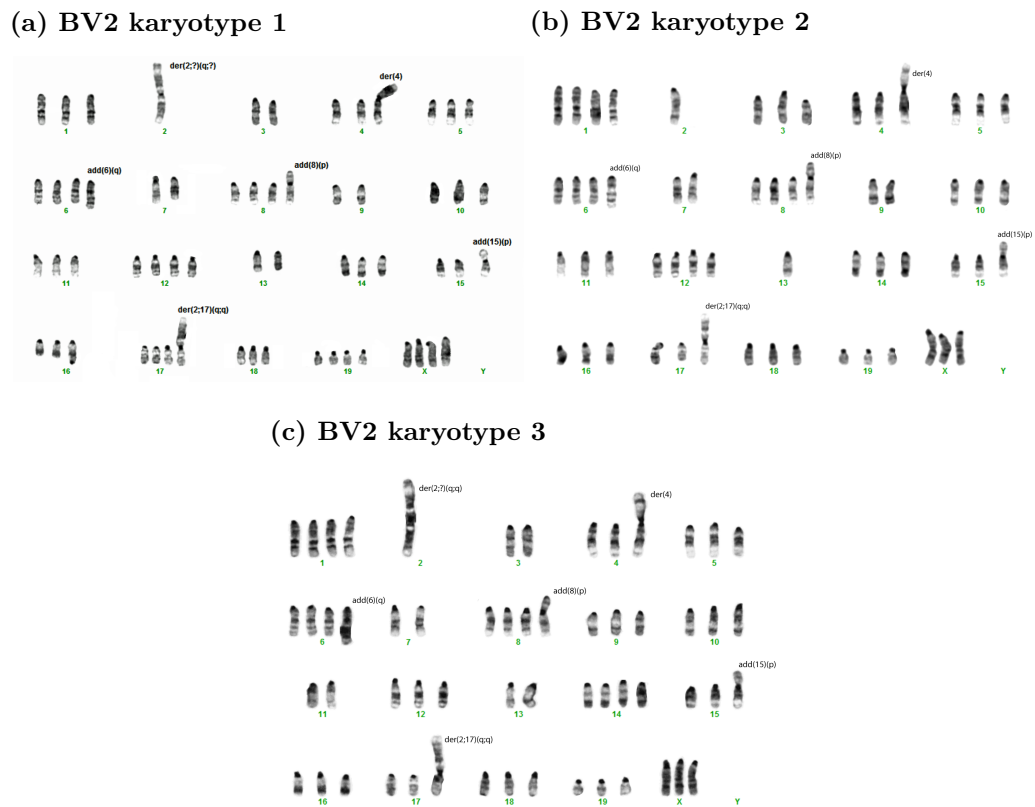 (a) BV2 karyotype 1
der(2;?)(q;?)
der(4)
1 2 3 4 5
add(6)(q)
add(8)(p)
6 7 8 9 10
add(15)(p)
11 12 13 14 15
der(2;17)(q;q)
16 17 18 19 X Y
(b) BV2 karyotype 2
der(4)
1 2 3 4 5
add(6)(q)
add(8)(p)
6 7 8 9 10
add(15)(p)
11 12 13 14 15
der(2;17)(q;q)
16 17 18 19 X Y
(c) BV2 karyotype 3
der(2;?)(q;q)
der(4)
1 2 3 4 5
add(6)(q)
add(8)(p)
6 7 8 9 10
add(15)(p)
11 12 13 14 15
der(2;17)(q;q)
16 17 18 19 X Y